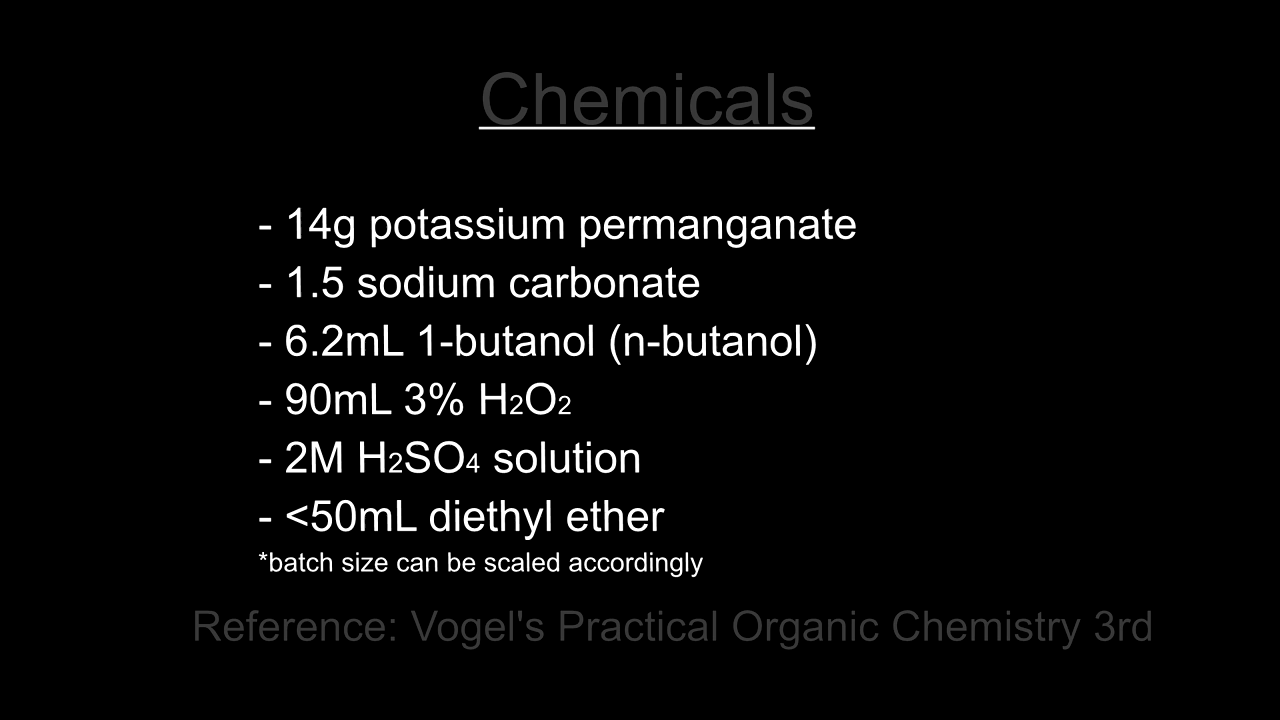 Chemicals
- 14g potassium permanganate
- 1.5 sodium carbonate
- 6.2mL 1-butanol (n-butanol)
- 90mL 3% H₂O₂
- 2M H₂SO₄ solution
- <50mL diethyl ether
*batch size can be scaled accordingly
Reference: Vogel's Practical Organic Chemistry 3rd